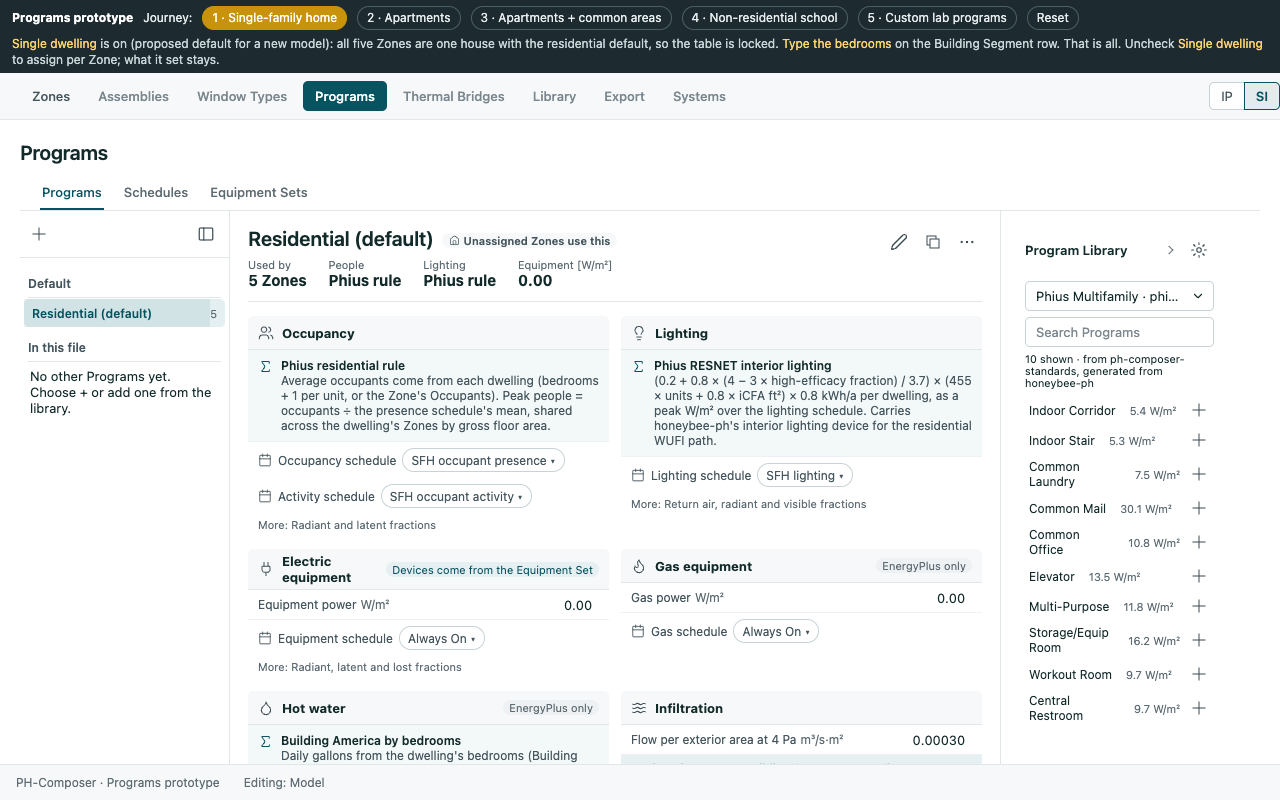 Programs prototype Journey: 1 · Single-family home 2 · Apartments 3 · Apartments + common areas 4 · Non-residential school 5 · Custom lab programs Reset
Single dwelling is on (proposed default for a new model): all five Zones are one house with the residential default, so the table is locked. Type the bedrooms on the Building Segment row. That is all. Uncheck Single dwelling
to assign per Zone; what it set stays.
Zones Assemblies Window Types Programs Thermal Bridges Library Export Systems IP SI
Programs
Programs Schedules Equipment Sets
Default
Residential (default) 5
In this file
No other Programs yet.
Choose + or add one from the
library.
Residential (default) Unassigned Zones use this
Used by People Lighting Equipment [W/m²]
5 Zones Phius rule Phius rule 0.00
Occupancy
Σ Phius residential rule
Average occupants come from each dwelling (bedrooms
+ 1 per unit, or the Zone's Occupants). Peak people =
occupants ÷ the presence schedule's mean, shared
across the dwelling's Zones by gross floor area.
Occupancy schedule SFH occupant presence ▾
Activity schedule SFH occupant activity ▾
More: Radiant and latent fractions
Lighting
Σ Phius RESNET interior lighting
(0.2 + 0.8 × (4 − 3 × high-efficacy fraction) / 3.7) × (455
× units + 0.8 × iCFA ft²) × 0.8 kWh/a per dwelling, as a
peak W/m² over the lighting schedule. Carries
honeybee-ph's interior lighting device for the residential
WUFI path.
Lighting schedule SFH lighting ▾
More: Return air, radiant and visible fractions
Electric
equipment
Devices come from the Equipment Set
Equipment power W/m² 0.00
Equipment schedule Always On ▾
More: Radiant, latent and lost fractions
Gas equipment EnergyPlus only
Gas power W/m² 0.00
Gas schedule Always On ▾
Hot water EnergyPlus only
Σ Building America by bedrooms
Daily gallons from the dwelling's bedrooms (Building
Infiltration
Flow per exterior area at 4 Pa m³/s·m² 0.00030
Program Library
Phius Multifamily · phi...
Search Programs
10 shown · from ph-composer-
standards, generated from
honeybee-ph
Indoor Corridor 5.4 W/m²
Indoor Stair 5.3 W/m²
Common
Laundry 7.5 W/m²
Common Mail 30.1 W/m²
Common
Office 10.8 W/m²
Elevator 13.5 W/m²
Multi-Purpose 11.8 W/m²
Storage/Equip
Room 16.2 W/m²
Workout Room 9.7 W/m²
Central
Restroom 9.7 W/m²
PH-Composer · Programs prototype Editing: Model